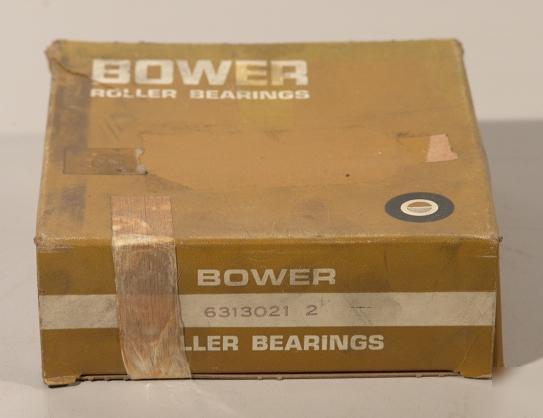 BOWER
ROLLER BEARINGS
BOWER
6313021 2
LLER BEARINGS